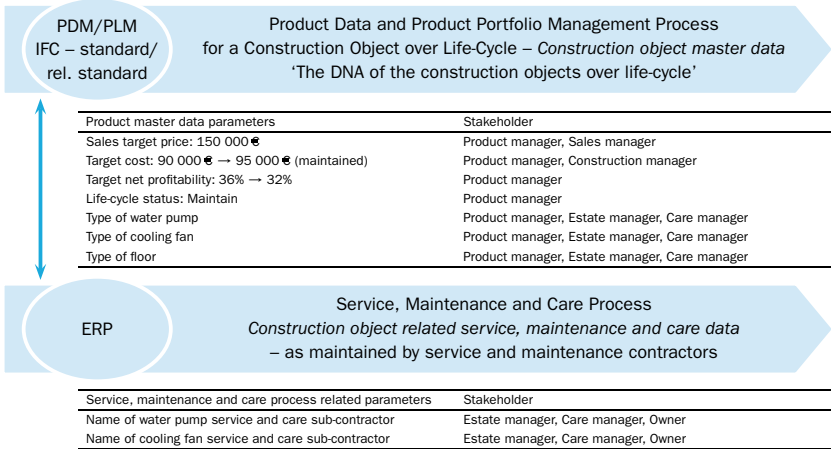 PDM/PLM
IFC – standard/
rel. standard
Product Data and Product Portfolio Management Process
for a Construction Object over Life-Cycle – Construction object master data
‘The DNA of the construction objects over life-cycle’
Product master data parameters Stakeholder
Sales target price: 150 000 € Product manager, Sales manager
Target cost: 90 000 € → 95 000 € (maintained) Product manager, Construction manager
Target net profitability: 36% → 32% Product manager
Life-cycle status: Maintain Product manager
Type of water pump Product manager, Estate manager, Care manager
Type of cooling fan Product manager, Estate manager, Care manager
Type of floor Product manager, Estate manager, Care manager
ERP
Service, Maintenance and Care Process
Construction object related service, maintenance and care data
– as maintained by service and maintenance contractors
Service, maintenance and care process related parameters Stakeholder
Name of water pump service and care sub-contractor Estate manager, Care manager, Owner
Name of cooling fan service and care sub-contractor Estate manager, Care manager, Owner